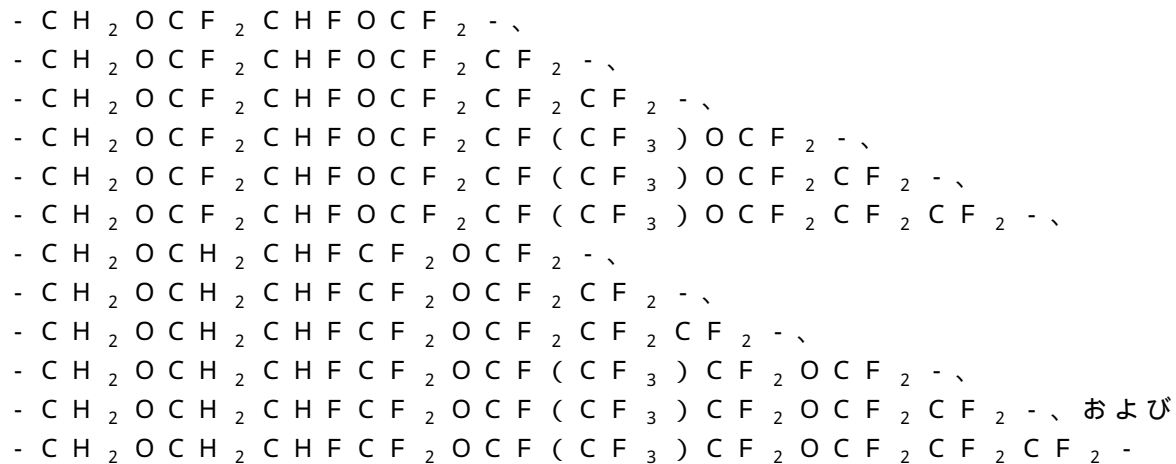 - CH₂OCF₂CHFOCF₂-、
- CH₂OCF₂CHFOCF₂CF₂-、
- CH₂OCF₂CHFOCF₂CF₂CF₂-、
- CH₂OCF₂CHFOCF₂CF(CF₃)OCF₂-、
- CH₂OCF₂CHFOCF₂CF(CF₃)OCF₂CF₂-、
- CH₂OCF₂CHFOCF₂CF(CF₃)OCF₂CF₂CF₂-、
- CH₂OCH₂CHFCF₂OCF₂-、
- CH₂OCH₂CHFCF₂OCF₂CF₂-、
- CH₂OCH₂CHFCF₂OCF₂CF₂CF₂-、
- CH₂OCH₂CHFCF₂OCF(CF₃)CF₂OCF₂-、
- CH₂OCH₂CHFCF₂OCF(CF₃)CF₂OCF₂CF₂-、および
- CH₂OCH₂CHFCF₂OCF(CF₃)CF₂OCF₂CF₂CF₂-